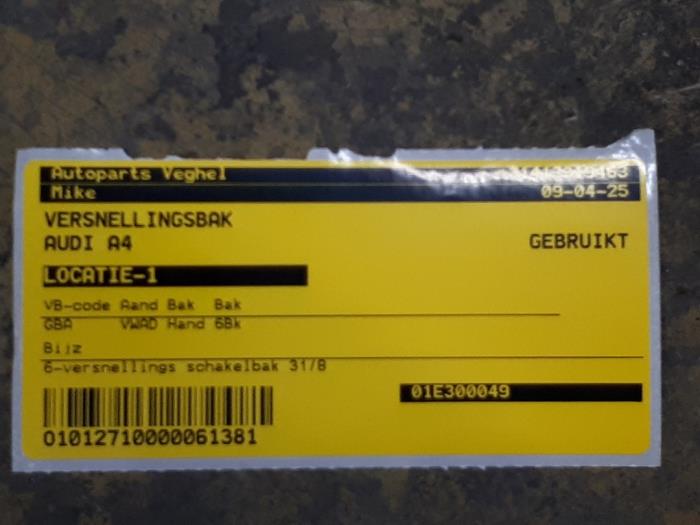 Autoparts Veghel
Mike 09-04-25
VERSNELLINGSBAK
AUDI A4 GEBRUIKT
LOCATIE-1
VB-code Aand Bak Bak
GBA VWAD Hand 6Bk
Bijz
6-versnellings schakelbak 31/8
01E300049
01012710000061381